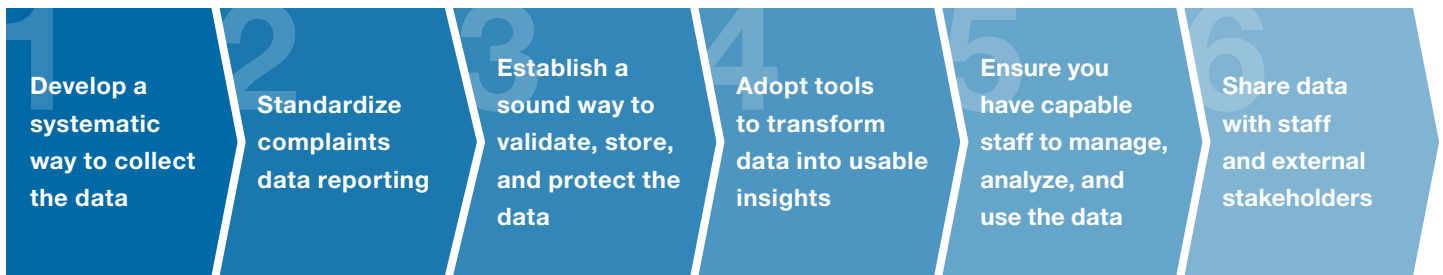 1
Develop a
systematic
way to collect
the data
2
Standardize
complaints
data reporting
3
Establish a
sound way to
validate, store,
and protect the
data
4
Adopt tools
to transform
data into usable
insights
5
Ensure you
have capable
staff to manage,
analyze, and
use the data
6
Share data
with staff
and external
stakeholders